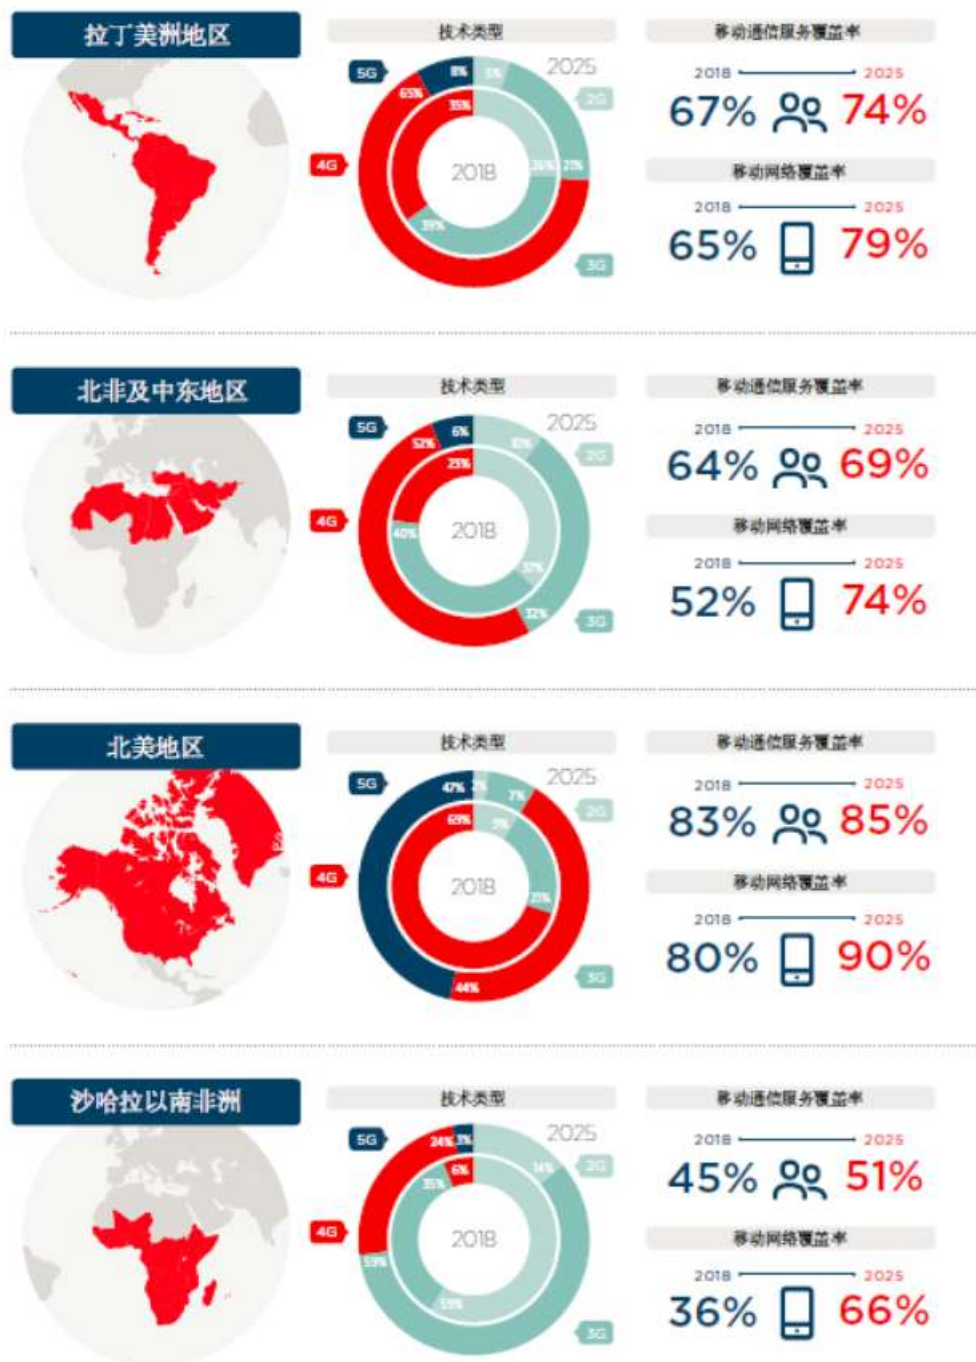 拉丁美洲地区
技术类型
2025
5G
8%
5%
2G
65%
35%
4G
2018
26%
21%
39%
3G
移动通信服务覆盖率
2018
2025
67%
74%
移动网络覆盖率
2018
2025
65%
79%
北非及中东地区
技术类型
2025
5G
6%
10%
2G
52%
23%
4G
40%
2018
37%
32%
3G
移动通信服务覆盖率
2018
2025
64%
69%
移动网络覆盖率
2018
2025
52%
74%
北美地区
技术类型
2025
5G
47%
2%
7%
2G
69%
9%
4G
2018
21%
44%
3G
移动通信服务覆盖率
2018
2025
83%
85%
移动网络覆盖率
2018
2025
80%
90%
沙哈拉以南非洲
技术类型
2025
5G
24%
3%
14%
2G
35%
6%
4G
2018
59%
59%
3G
移动通信服务覆盖率
2018
2025
45%
51%
移动网络覆盖率
2018
2025
36%
66%